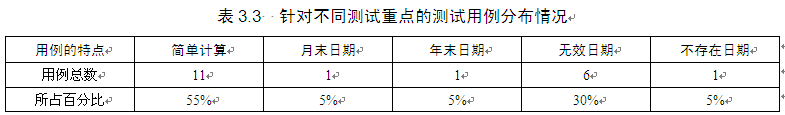 表 3.3 针对不同测试重点的测试用例分布情况
用例的特点 简单计算 月末日期 年末日期 无效日期 不存在日期
用例总数 11 1 1 6 1
所占百分比 55% 5% 5% 30% 5%